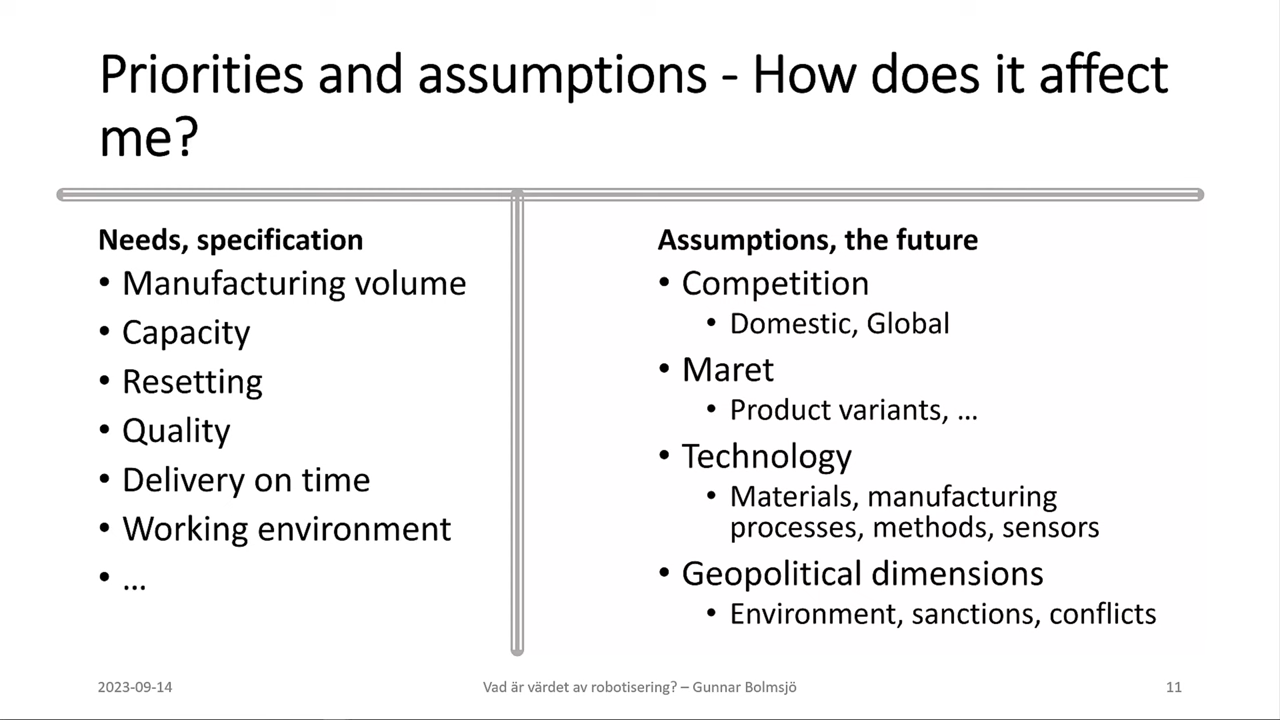 Priorities and assumptions - How does it affect
me?
Needs, specification
• Manufacturing volume
• Capacity
• Resetting
• Quality
• Delivery on time
• Working environment
• ...
Assumptions, the future
• Competition
• Domestic, Global
• Maret
• Product variants, ...
• Technology
• Materials, manufacturing
processes, methods, sensors
• Geopolitical dimensions
• Environment, sanctions, conflicts
2023-09-14
Vad är värdet av robotisering? – Gunnar Bolmsjö
11